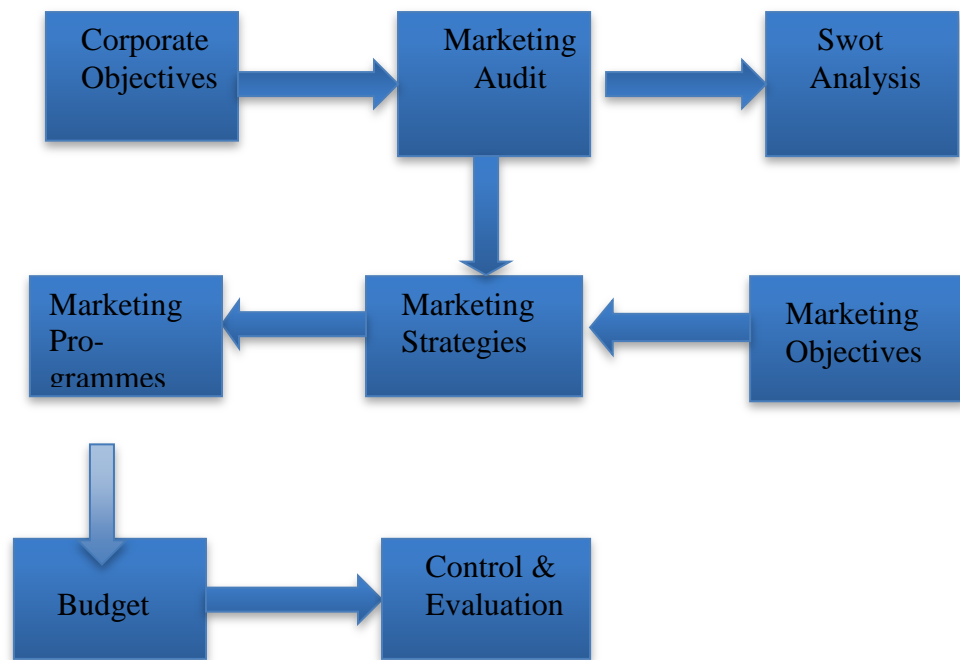 Corporate
Objectives
Marketing
Audit
Swot
Analysis
Marketing
Pro-
grammes
Marketing
Strategies
Marketing
Objectives
Budget
Control &
Evaluation